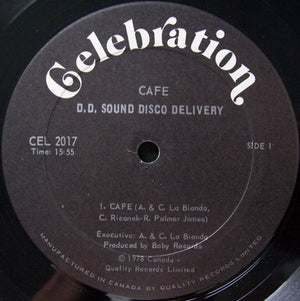 Celebration
CAFE
D.D. SOUND DISCO DELIVERY
CEL 2017
Time: 15:55
SIDE 1
1. CAFE (A. & C. La Bionda,
C. Ricanek-R. Palmer James)
Executive: A. & C. La Bionda
Produced by Baby Records
℗ 1978 Canada -
Quality Records Limited
MANUFACTURED IN CANADA BY QUALITY RECORDS LIMITED